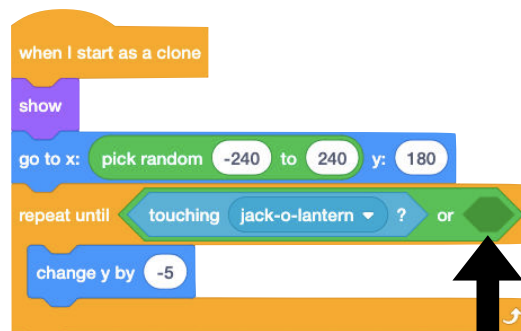 when I start as a clone
show
go to x: pick random -240 to 240 y: 180
repeat until touching jack-o-lantern ? or
change y by -5